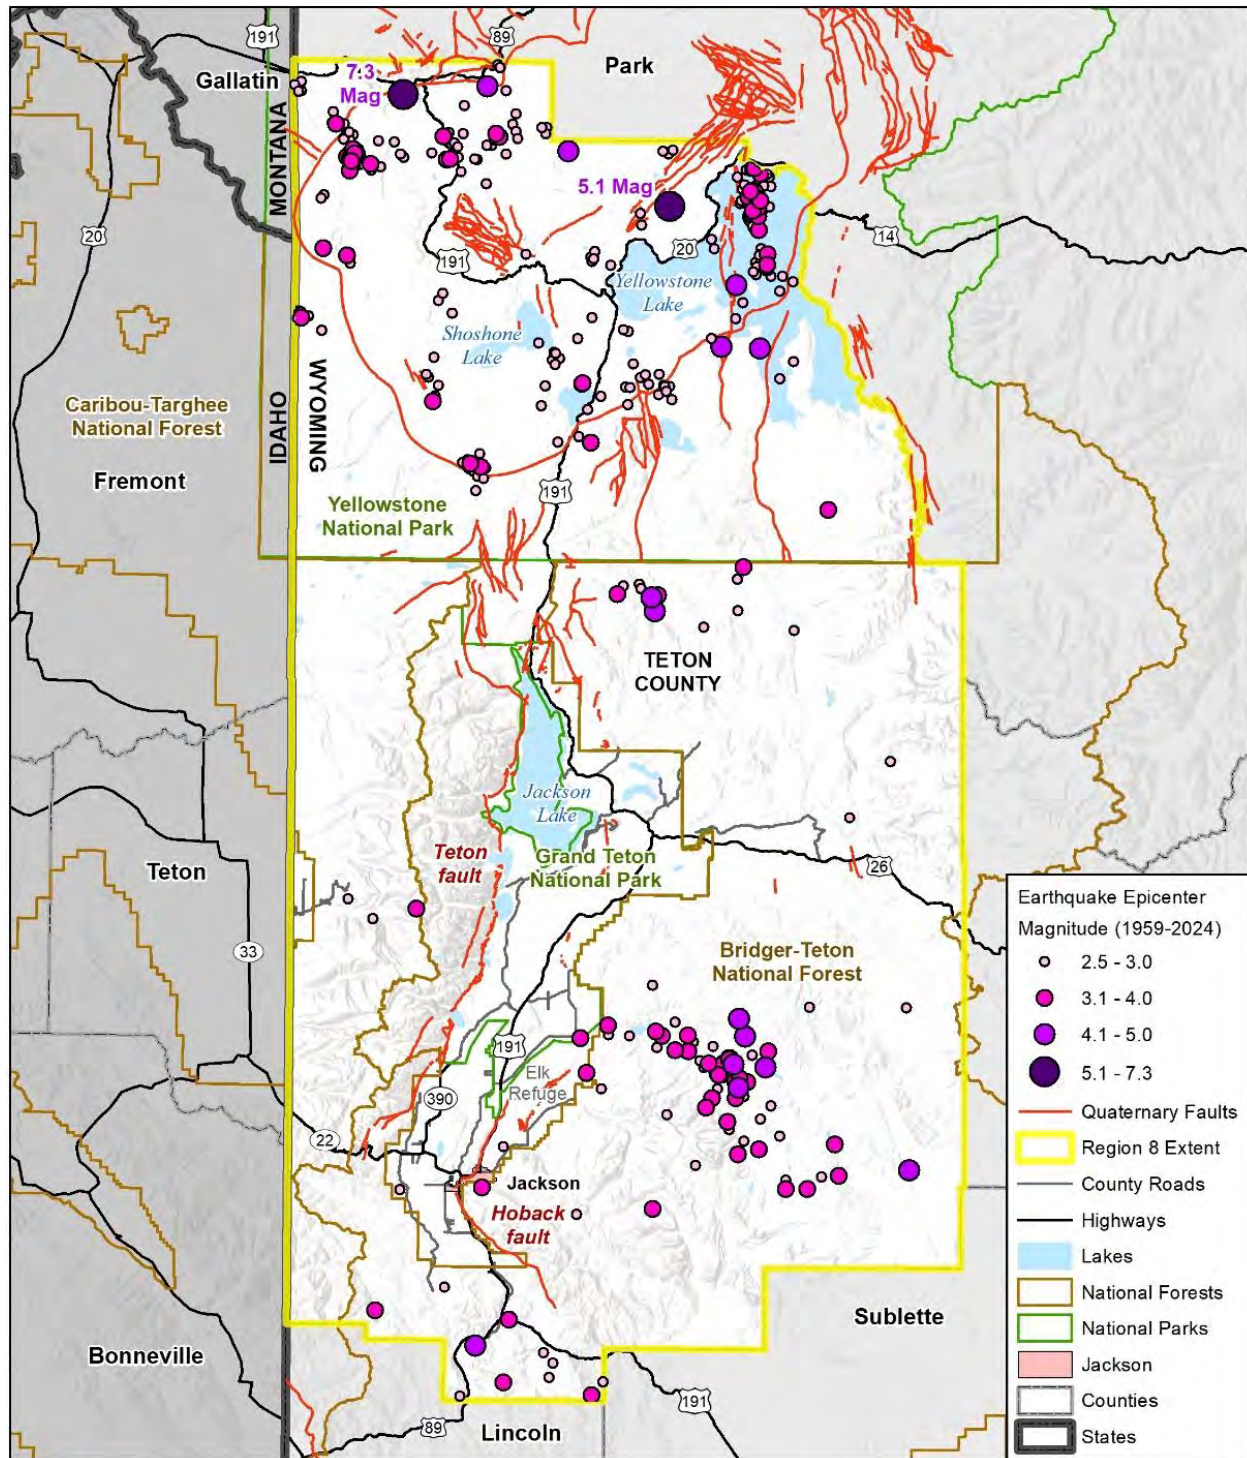 191
89
Park
Gallatin
7.3
Mag
MONTANA
5.1 Mag
20
20
14
191
Yellowstone
Lake
Shoshone
Lake
WYOMING
IDAHO
Caribou-Targhee
National Forest
Fremont
191
Yellowstone
National Park
TETON
COUNTY
Jackson
Lake
Teton
fault
Grand Teton
National Park
Teton
26
33
Bridger-Teton
National Forest
191
Elk
Refuge
390
22
Jackson
Hoback
fault
Sublette
Bonneville
191
89
Lincoln
Earthquake Epicenter
Magnitude (1959-2024)
2.5 - 3.0
3.1 - 4.0
4.1 - 5.0
5.1 - 7.3
Quaternary Faults
Region 8 Extent
County Roads
Highways
Lakes
National Forests
National Parks
Jackson
Counties
States